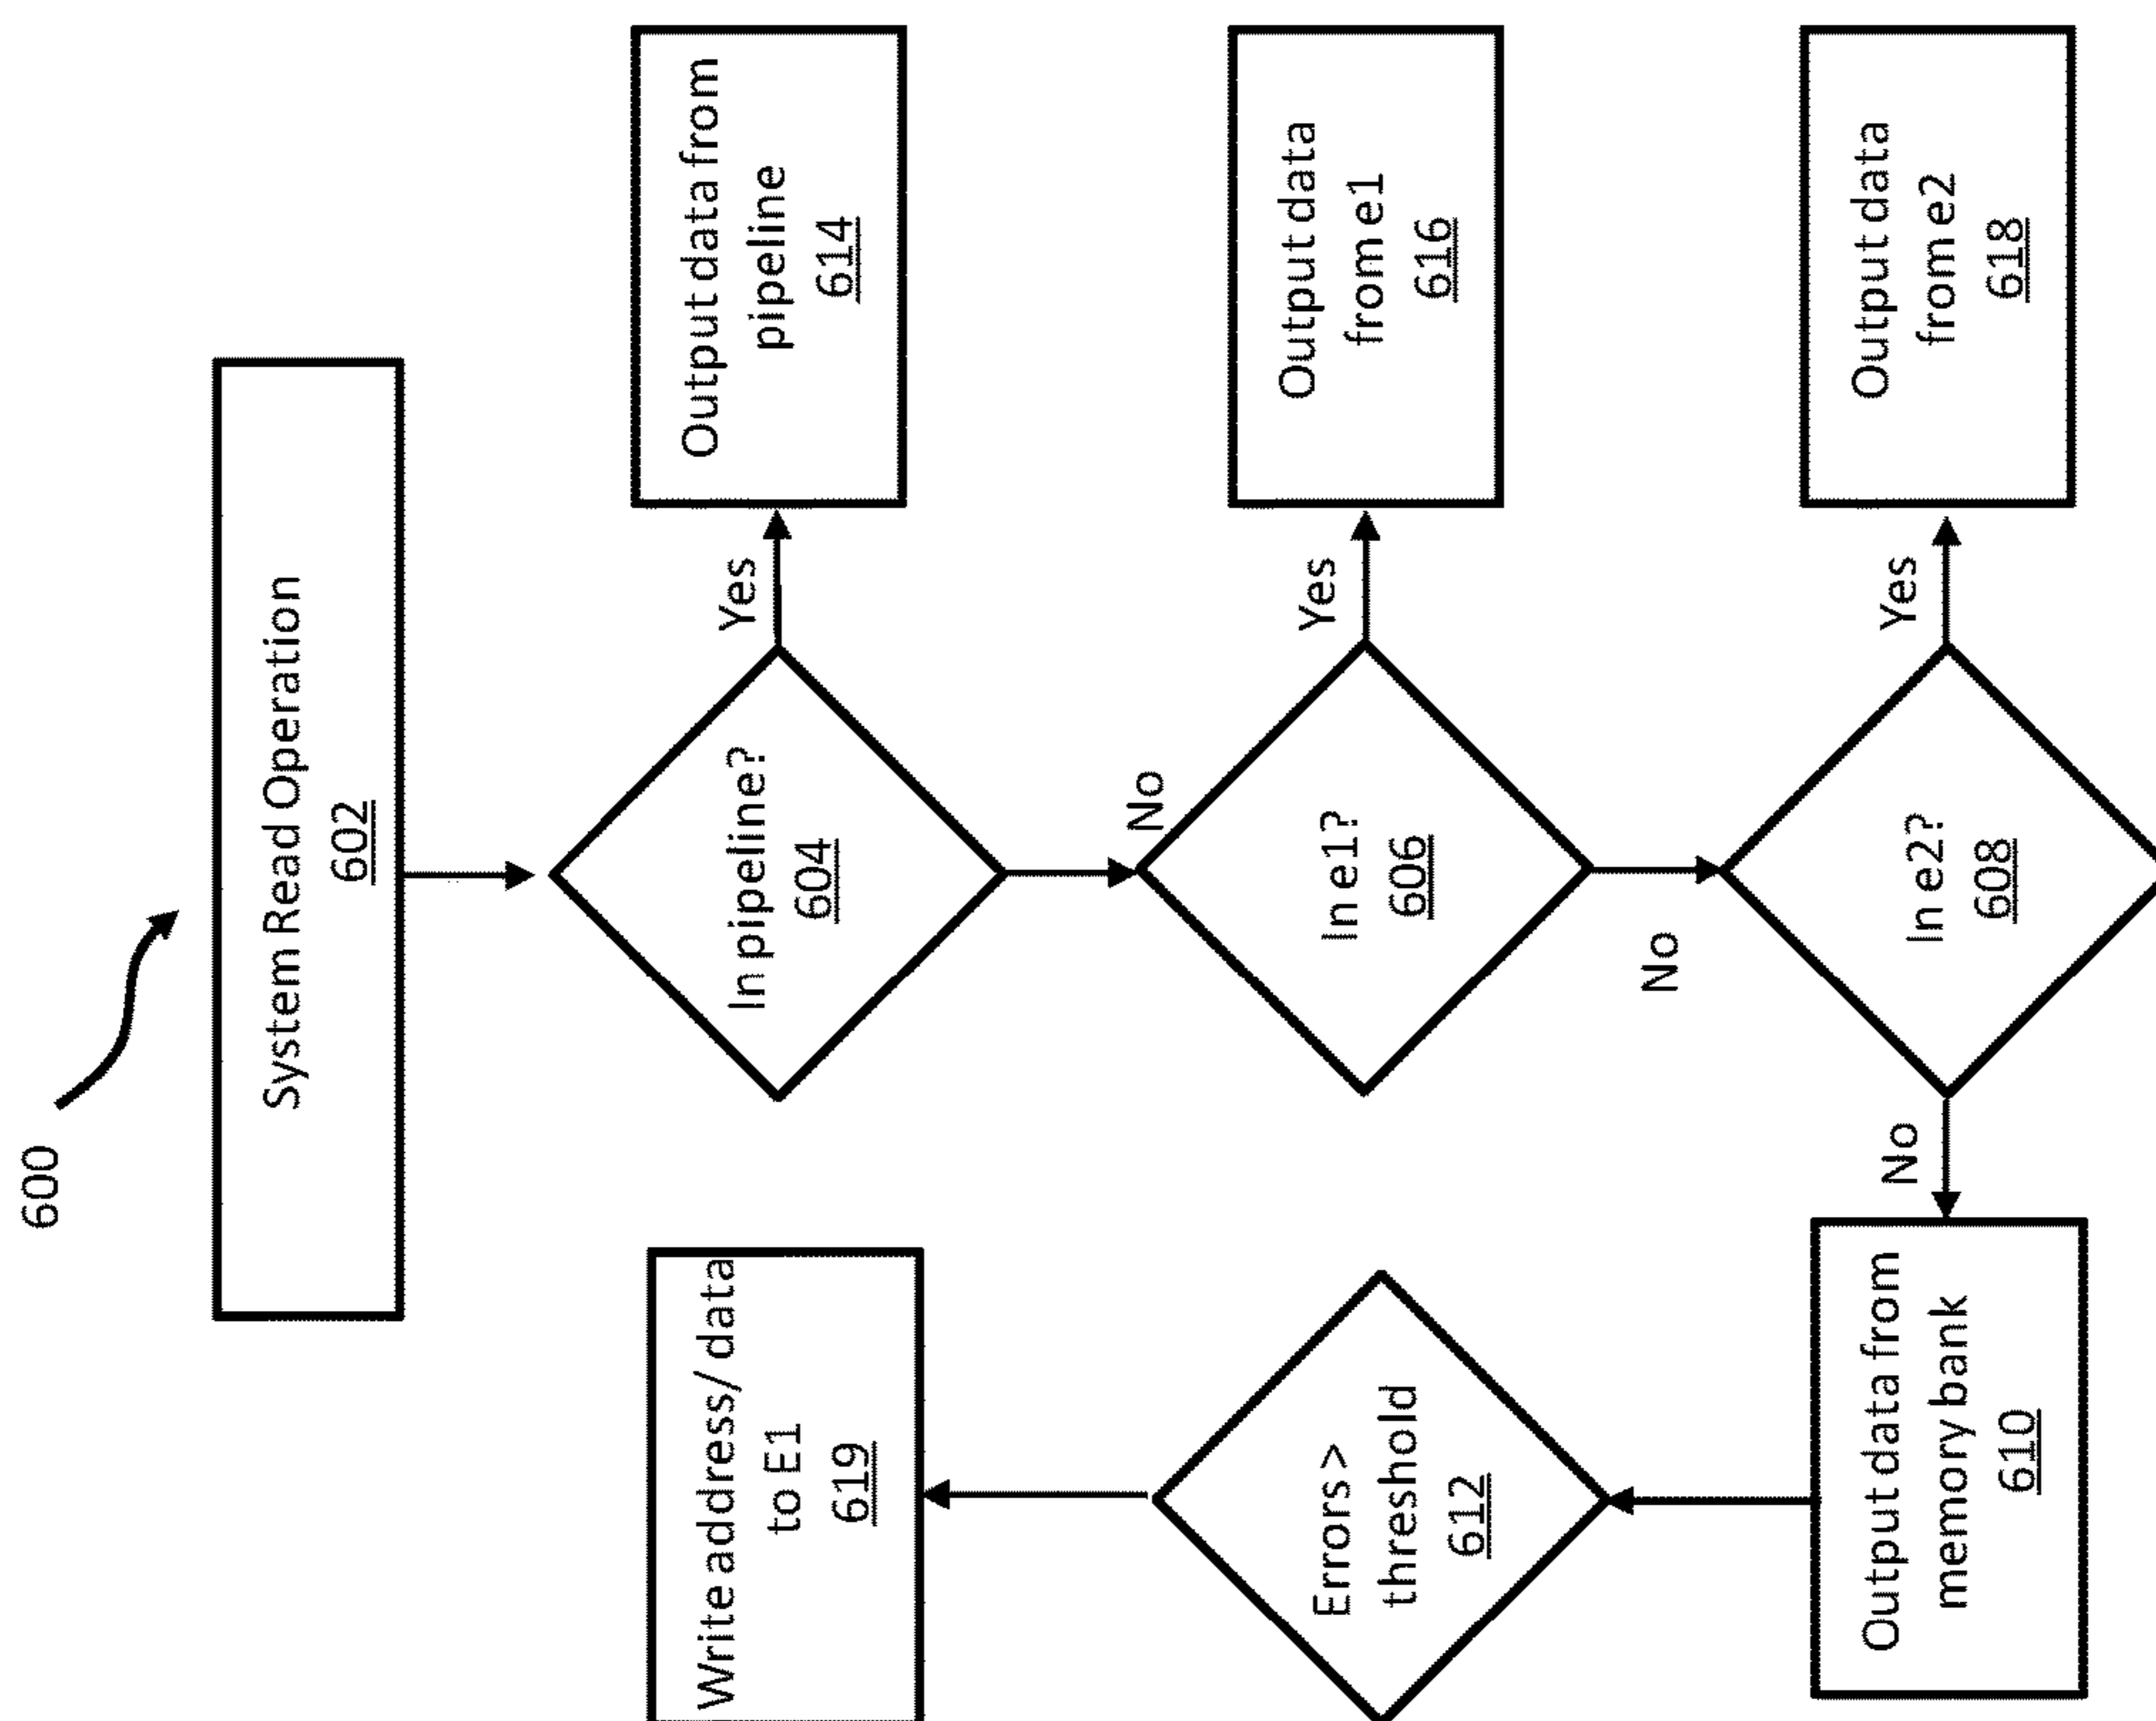 600
System Read Operation
602
In pipeline?
604
Yes
Output data from
pipeline
614
No
In e1?
606
Yes
Output data
from e1
616
No
In e2?
608
Yes
Output data
from e2
618
No
Output data from
memory bank
610
Errors >
threshold
612
Write address/ data
to E1
619